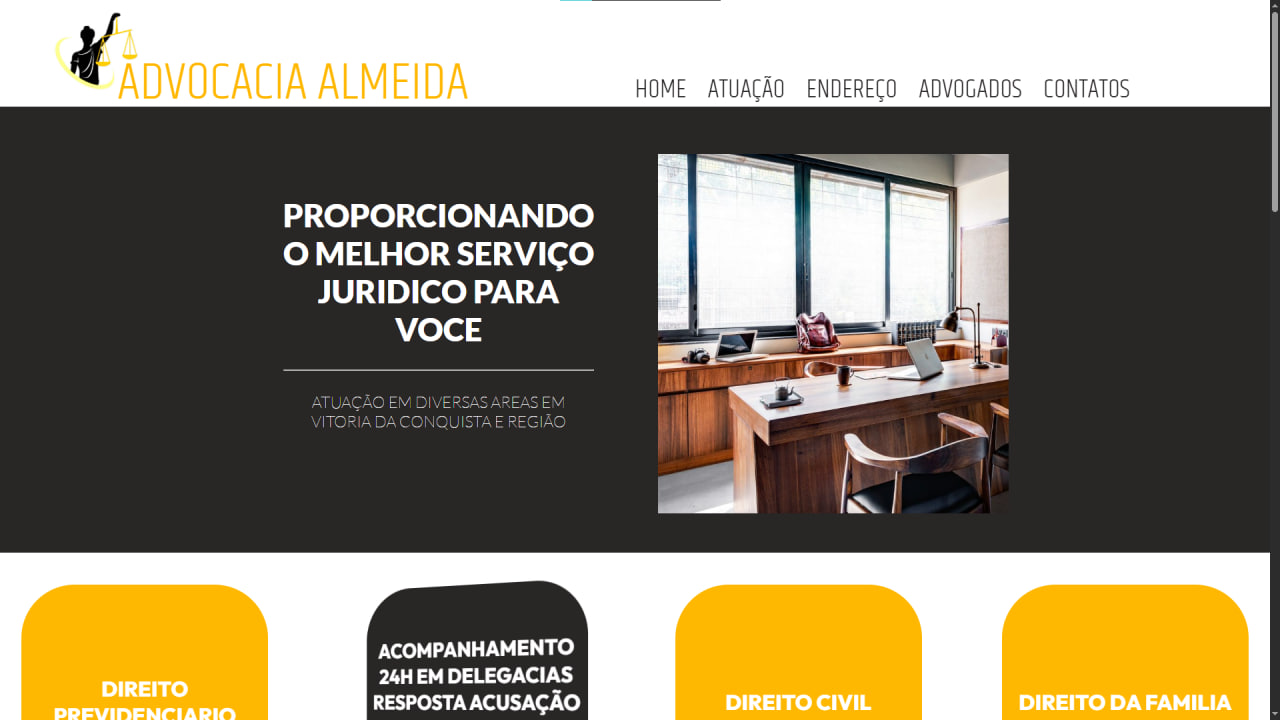 ADVOCACIA ALMEIDA
HOME ATUAÇÃO ENDEREÇO ADVOGADOS CONTATOS
PROPORCIONANDO
O MELHOR SERVIÇO
JURIDICO PARA
VOCE
ATUAÇÃO EM DIVERSAS AREAS EM
VITORIA DA CONQUISTA E REGIÃO
DIREITO
PREVIDENCIARIO
ACOMPANHAMENTO
24H EM DELEGACIAS
RESPOSTA ACUSAÇÃO
DIREITO CIVIL
DIREITO DA FAMILIA